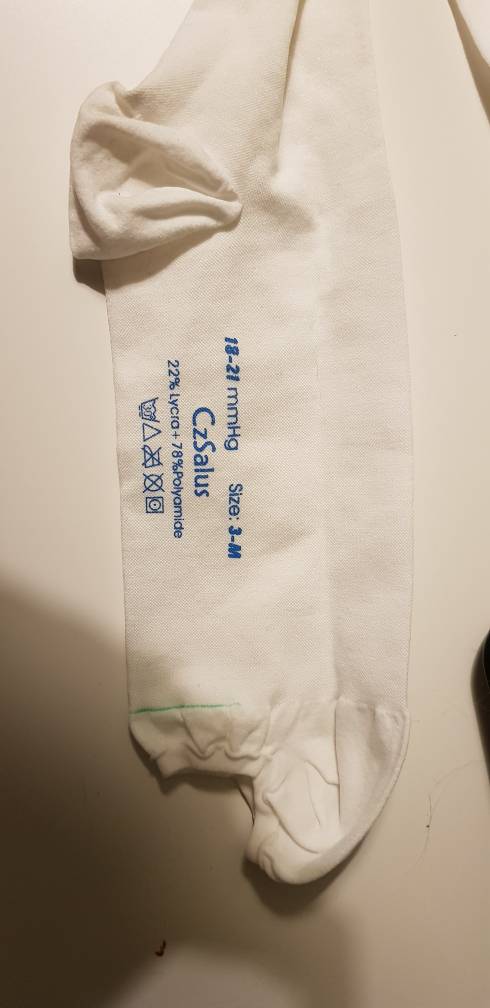 18-21 mmHg Size: 3-M
CzSalus
22% Lycra+ 78%Polyamide